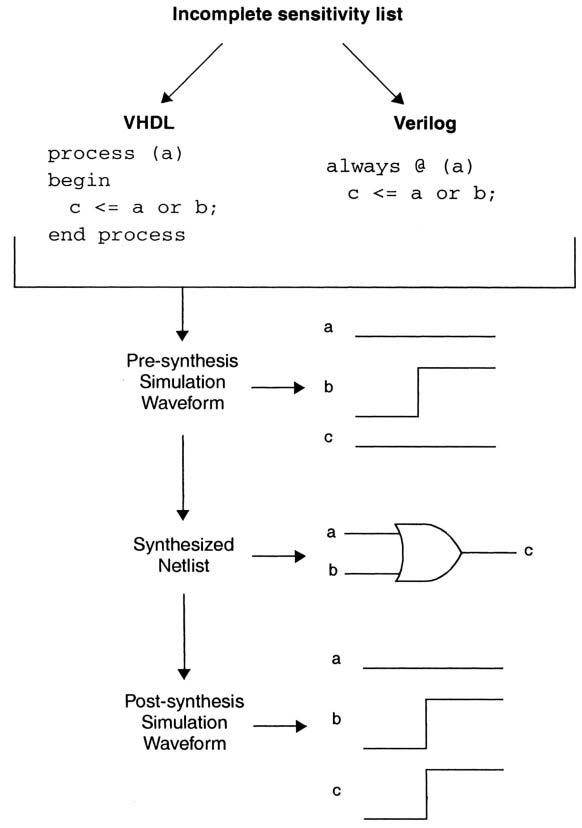 Incomplete sensitivity list
VHDL
process (a)
begin
c <= a or b;
end process
Verilog
always @ (a)
c <= a or b;
Pre-synthesis
Simulation
Waveform
a
b
c
Synthesized
Netlist
a
b
c
Post-synthesis
Simulation
Waveform
a
b
c